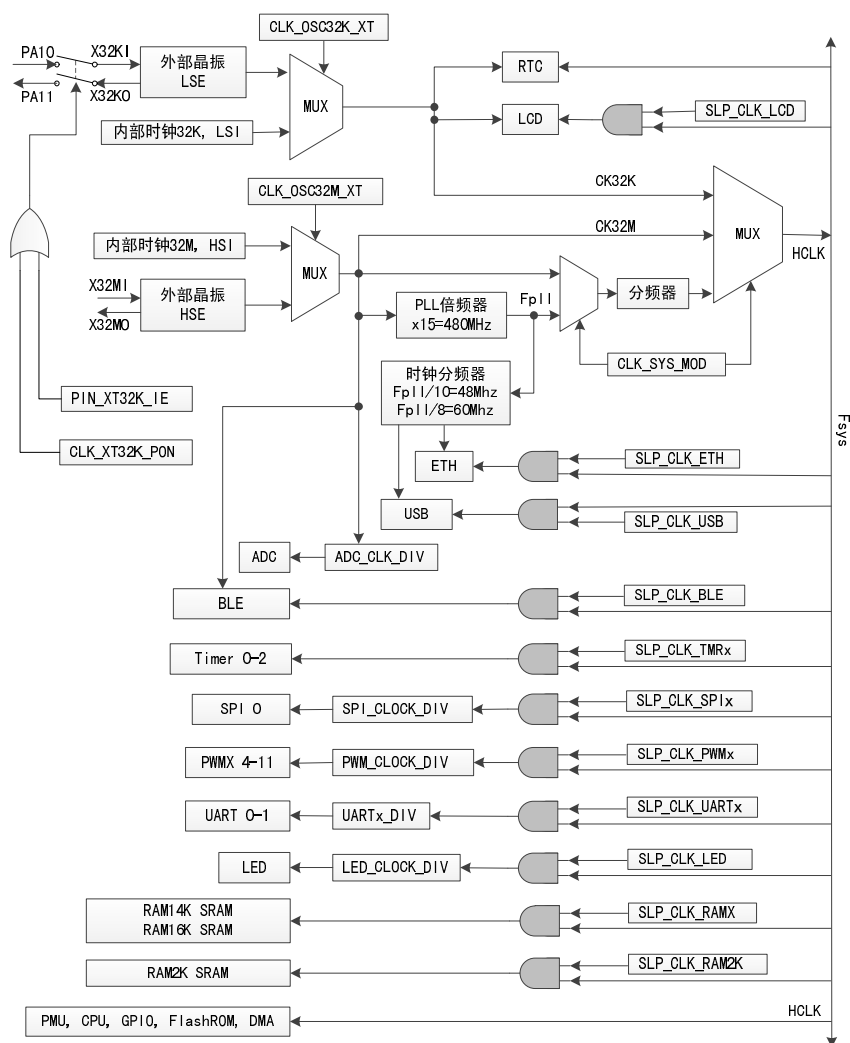 CLK_OSC32K_XT
PA10
X32KI
外部晶振
LSE
PA11
X32KO
MUX
RTC
LCD
SLP_CLK_LCD
内部时钟32K, LSI
CK32K
CLK_OSC32M_XT
CK32M
MUX
HCLK
内部时钟32M, HSI
MUX
X32MI
外部晶振
HSE
X32MO
PLL倍频器
x15=480MHz
Fpll
分频器
CLK_SYS_MOD
时钟分频器
Fpll/10=48Mhz
Fpll/8=60Mhz
PIN_XT32K_IE
CLK_XT32K_PON
Fsys
ETH
SLP_CLK_ETH
USB
SLP_CLK_USB
ADC
ADC_CLK_DIV
BLE
SLP_CLK_BLE
Timer 0-2
SLP_CLK_TMRx
SPI 0
SPI_CLOCK_DIV
SLP_CLK_SPIx
PWMX 4-11
PWM_CLOCK_DIV
SLP_CLK_PWMx
UART 0-1
UARTx_DIV
SLP_CLK_UARTx
LED
LED_CLOCK_DIV
SLP_CLK_LED
RAM14K SRAM
RAM16K SRAM
SLP_CLK_RAMX
RAM2K SRAM
SLP_CLK_RAM2K
PMU, CPU, GPIO, FlashROM, DMA
HCLK